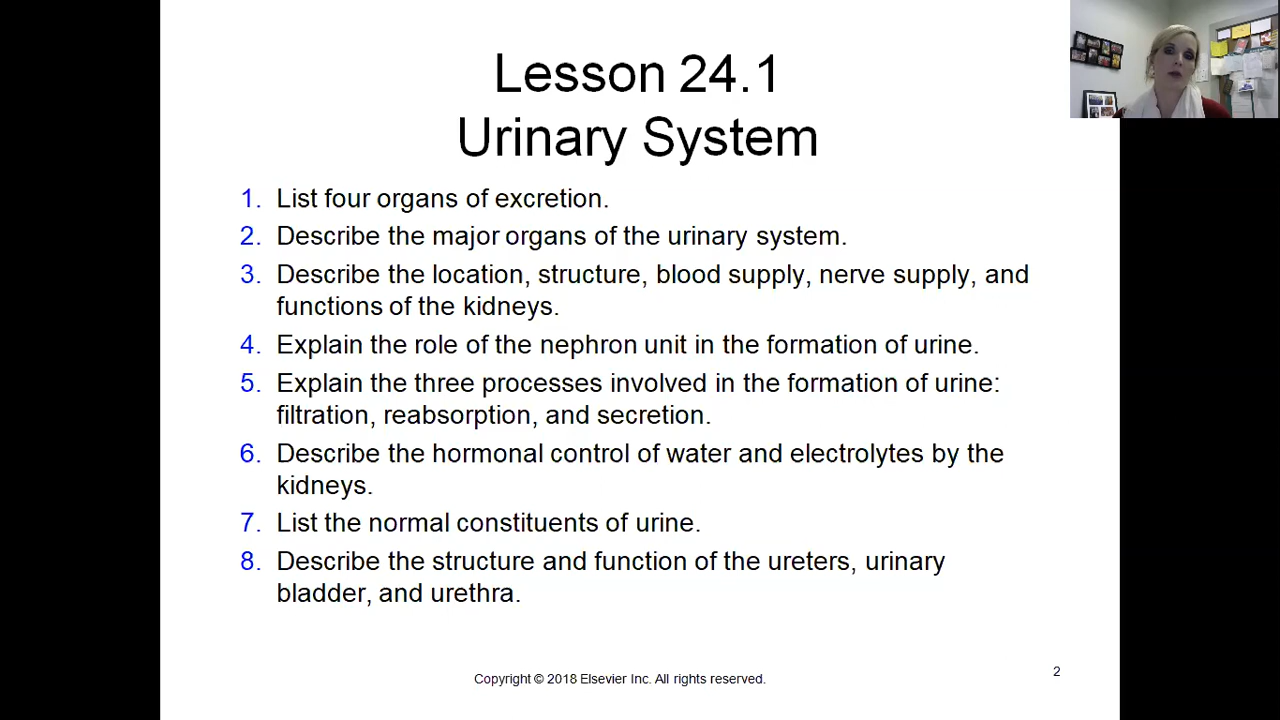 Lesson 24.1
Urinary System
1. List four organs of excretion.
2. Describe the major organs of the urinary system.
3. Describe the location, structure, blood supply, nerve supply, and
functions of the kidneys.
4. Explain the role of the nephron unit in the formation of urine.
5. Explain the three processes involved in the formation of urine:
filtration, reabsorption, and secretion.
6. Describe the hormonal control of water and electrolytes by the
kidneys.
7. List the normal constituents of urine.
8. Describe the structure and function of the ureters, urinary
bladder, and urethra.
Copyright © 2018 Elsevier Inc. All rights reserved.
2